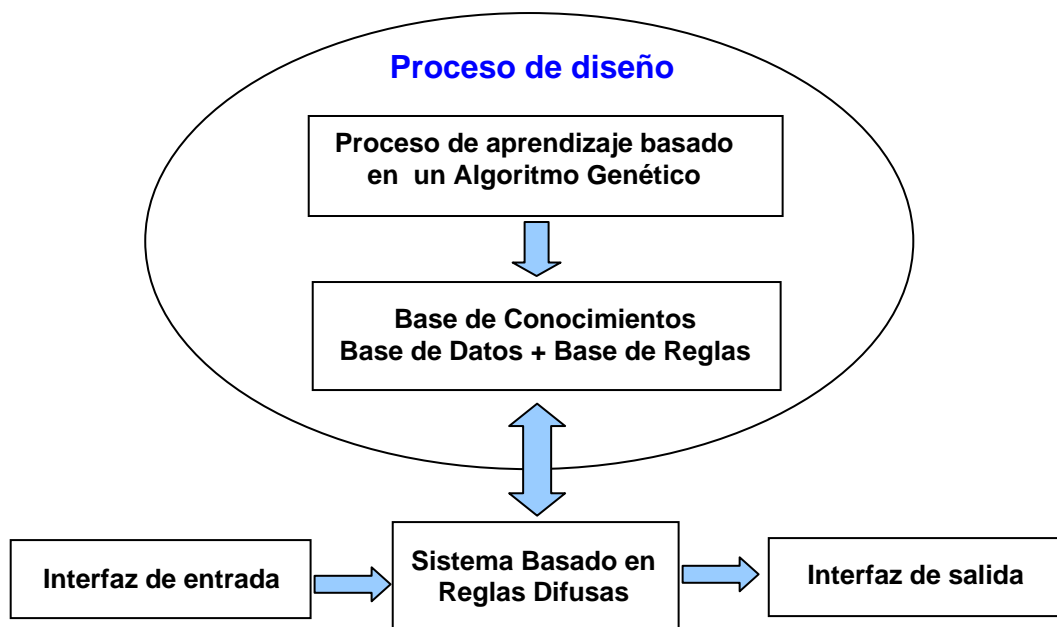 Proceso de diseño
Proceso de aprendizaje basado
en un Algoritmo Genético
Base de Conocimientos
Base de Datos + Base de Reglas
Interfaz de entrada
Sistema Basado en
Reglas Difusas
Interfaz de salida